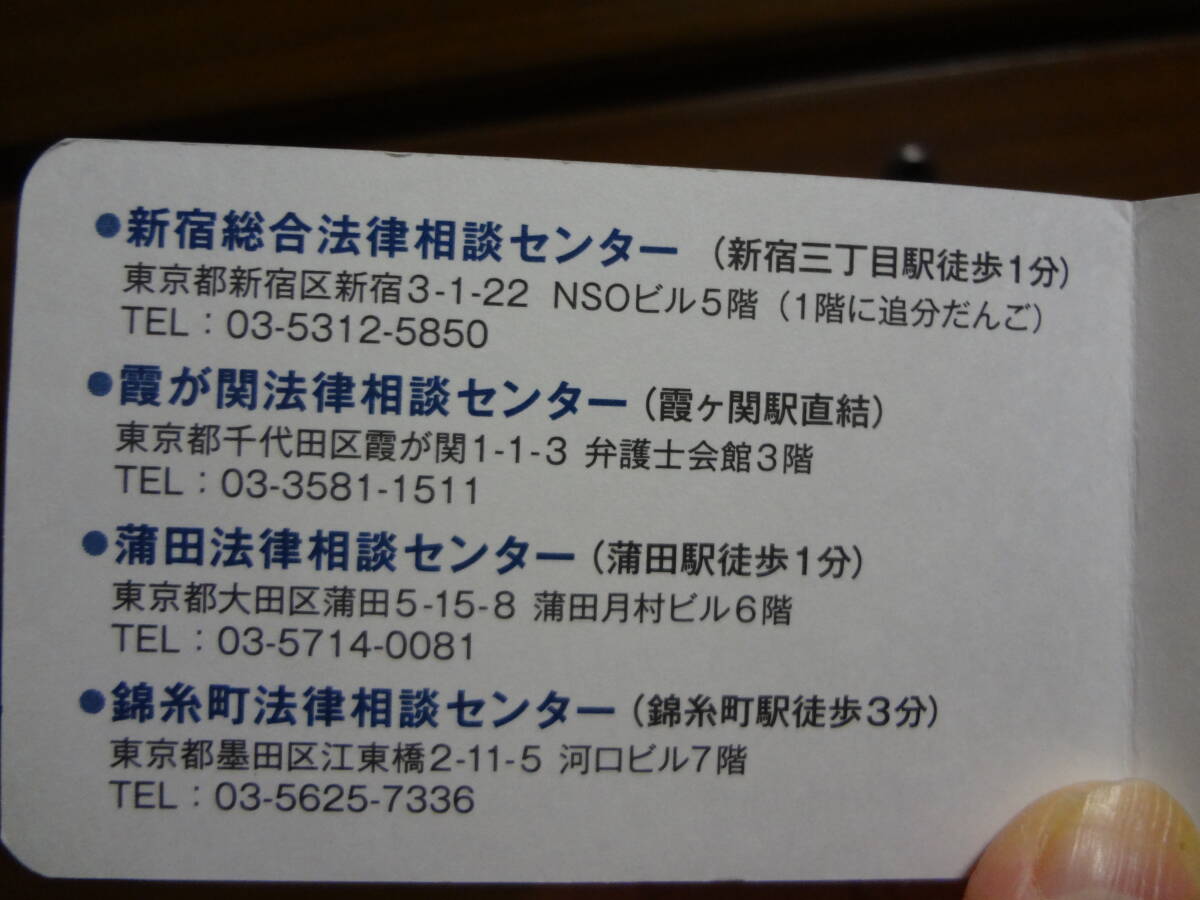 ●新宿総合法律相談センター（新宿三丁目駅徒歩1分）
東京都新宿区新宿3-1-22 NSOビル5階（1階に追分だんご）
TEL：03-5312-5850
●霞が関法律相談センター（霞ヶ関駅直結）
東京都千代田区霞が関1-1-3 弁護士会館3階
TEL：03-3581-1511
●蒲田法律相談センター（蒲田駅徒歩1分）
東京都大田区蒲田5-15-8 蒲田月村ビル6階
TEL：03-5714-0081
●錦糸町法律相談センター（錦糸町駅徒歩3分）
東京都墨田区江東橋2-11-5 河口ビル7階
TEL：03-5625-7336